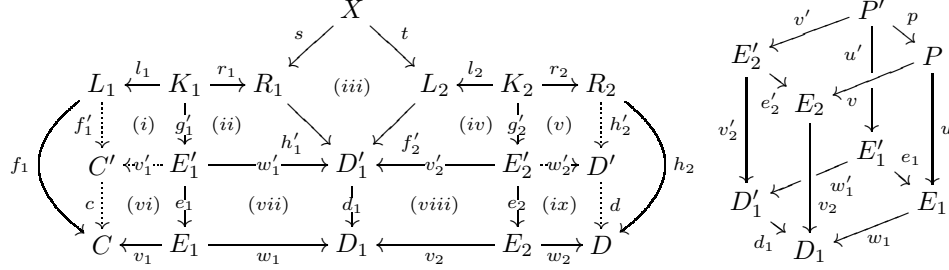 X P′
s t v′ p
u′
E₂′ P
l₁ r₁ l₂ r₂
L₁ K₁ R₁ (iii) L₂ K₂ R₂ e₂′ E₂ v
f₁′ (i) g₁′ (ii) h₁′ f₂′ (iv) g₂′ (v) h₂′ v₂′ u
f₁ C′ v₁′ E₁′ w₁′ D₁′ v₂′ E₂′ w₂′ D′ h₂ E₁′ e₁
w₁′
c (vi) e₁ (vii) d₁ (viii) e₂ (ix) d D₁′ v₂ E₁
C E₁ D₁ E₂ D d₁ D₁ w₁
v₁ w₁ v₂ w₂